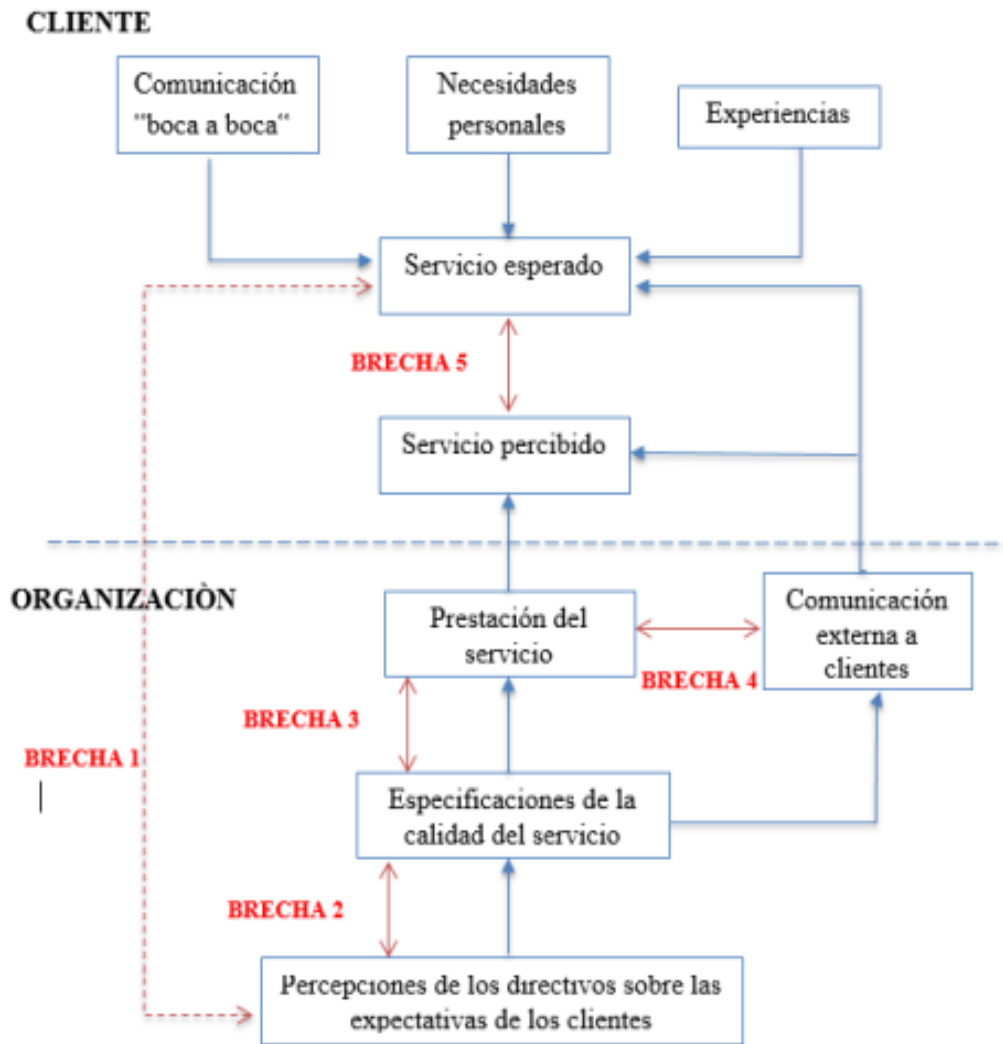 CLIENTE
Comunicación
"boca a boca"
Necesidades
personales
Experiencias
Servicio esperado
BRECHA 5
Servicio percibido
ORGANIZACIÒN
Prestación del
servicio
Comunicación
externa a
clientes
BRECHA 4
BRECHA 3
BRECHA 1
Especificaciones de la
calidad del servicio
BRECHA 2
Percepciones de los directivos sobre las
expectativas de los clientes